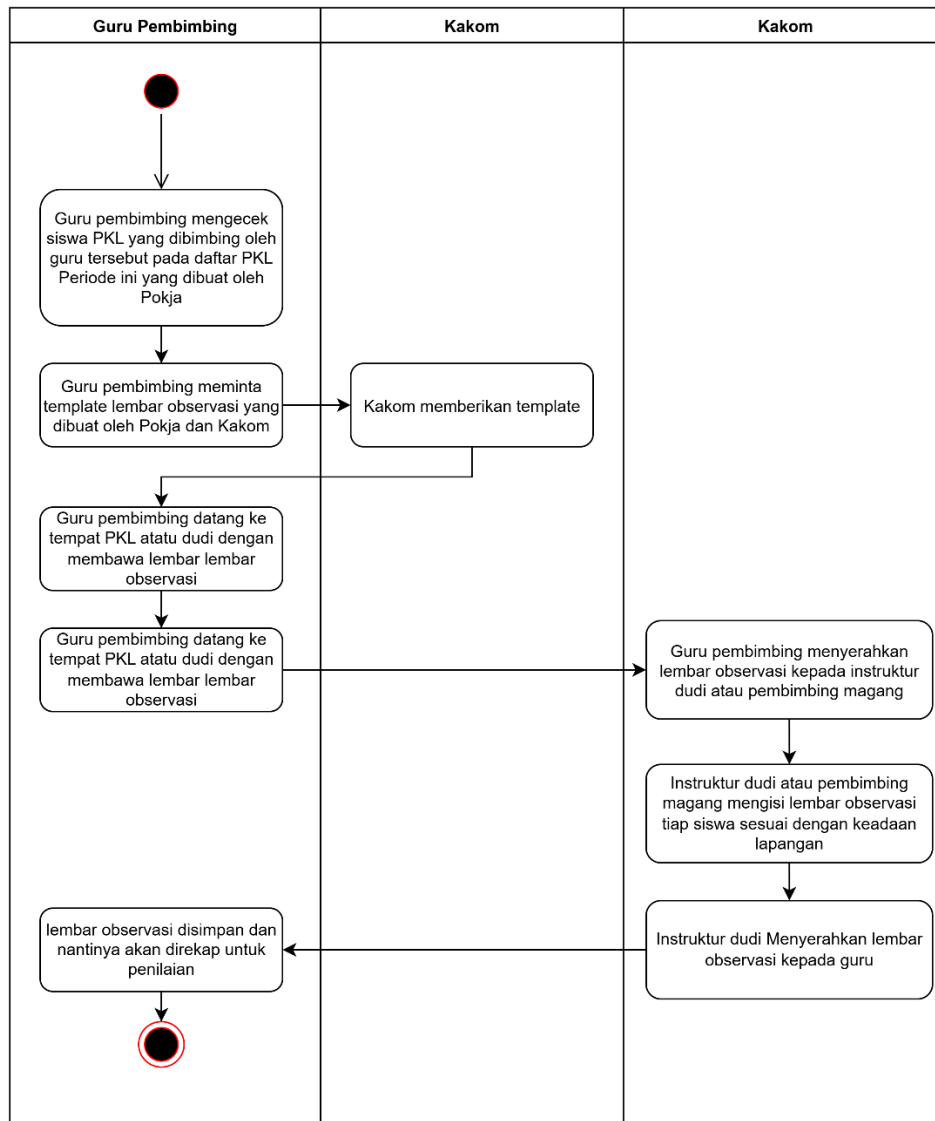 Guru Pembimbing
Kakom
Kakom
Guru pembimbing mengecek
siswa PKL yang dibimbing oleh
guru tersebut pada daftar PKL
Periode ini yang dibuat oleh
Pokja
Guru pembimbing meminta
template lembar observasi yang
dibuat oleh Pokja dan Kakom
Kakom memberikan template
Guru pembimbing datang ke
tempat PKL atatu dudi dengan
membawa lembar lembar
observasi
Guru pembimbing datang ke
tempat PKL atatu dudi dengan
membawa lembar lembar
observasi
Guru pembimbing menyerahkan
lembar observasi kepada instruktur
dudi atau pembimbing magang
Instruktur dudi atau pembimbing
magang mengisi lembar observasi
tiap siswa sesuai dengan keadaan
lapangan
Instruktur dudi Menyerahkan lembar
observasi kepada guru
lembar observasi disimpan dan
nantinya akan direkap untuk
penilaian